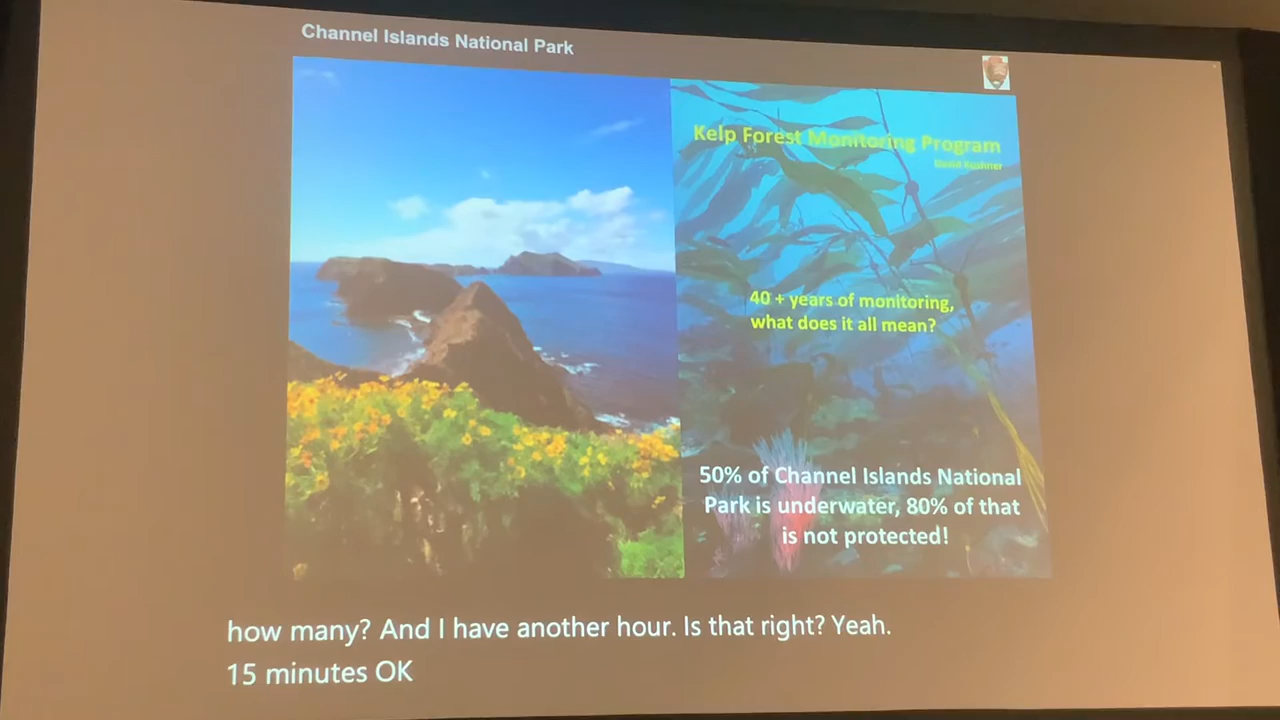 Channel Islands National Park
Kelp Forest Monitoring Program
David Kushner
40 + years of monitoring,
what does it all mean?
50% of Channel Islands National
Park is underwater, 80% of that
is not protected!
how many? And I have another hour. Is that right? Yeah.
15 minutes OK